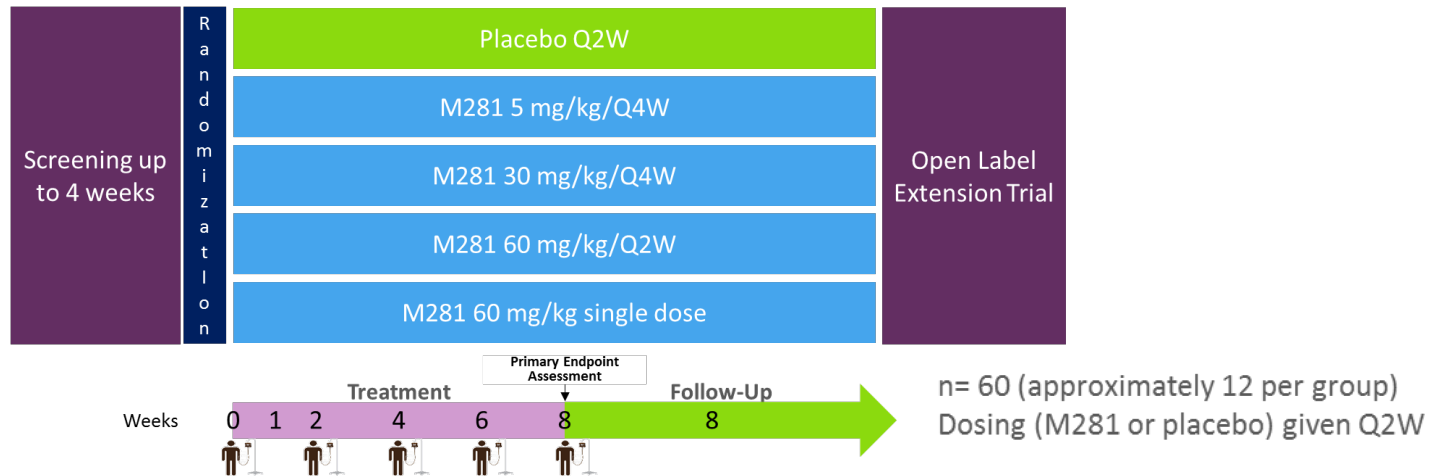 Screening up
to 4 weeks
RandomizatIon
Placebo Q2W
M281 5 mg/kg/Q4W
M281 30 mg/kg/Q4W
M281 60 mg/kg/Q2W
M281 60 mg/kg single dose
Open Label
Extension Trial
Primary Endpoint
Assessment
Treatment
Follow-Up
Weeks 0 1 2 4 6 8 8
n= 60 (approximately 12 per group)
Dosing (M281 or placebo) given Q2W